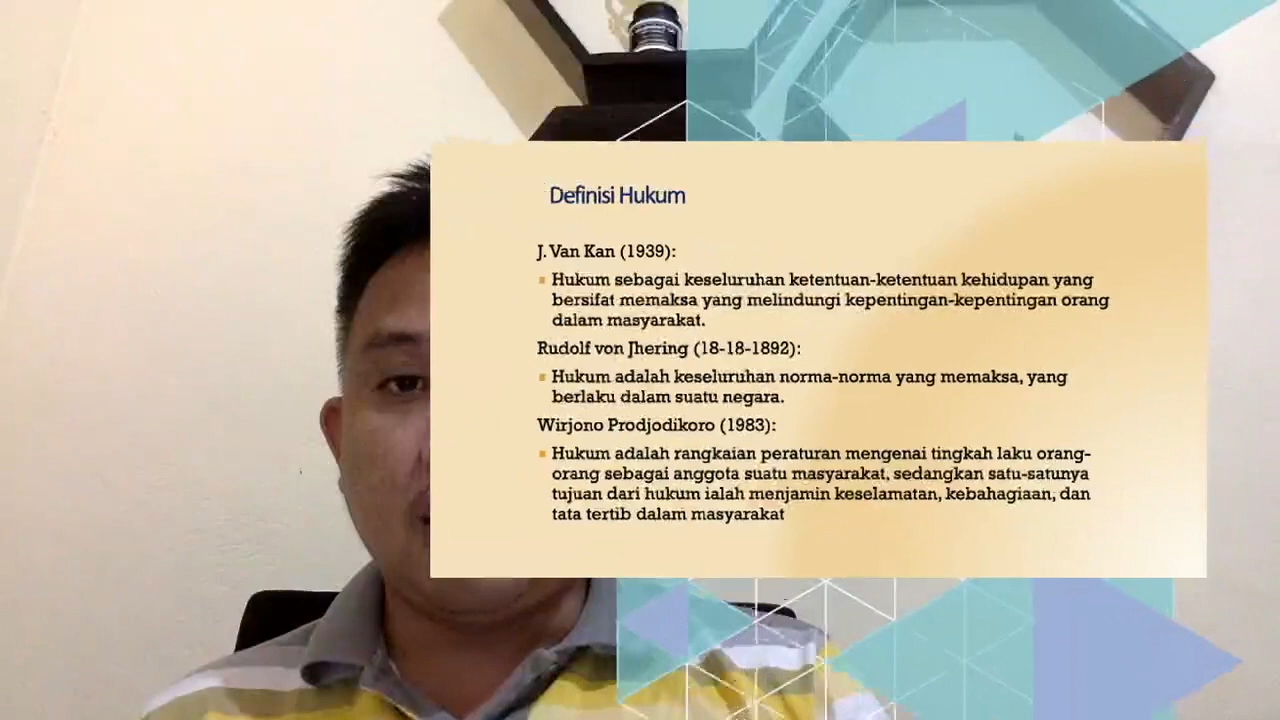 Definisi Hukum
J. Van Kan (1939):
Hukum sebagai keseluruhan ketentuan-ketentuan kehidupan yang
bersifat memaksa yang melindungi kepentingan-kepentingan orang
dalam masyarakat.
Rudolf von Jhering (18-18-1892):
Hukum adalah keseluruhan norma-norma yang memaksa, yang
berlaku dalam suatu negara.
Wirjono Prodjodikoro (1983):
Hukum adalah rangkaian peraturan mengenai tingkah laku orang-
orang sebagai anggota suatu masyarakat, sedangkan satu-satunya
tujuan dari hukum ialah menjamin keselamatan, kebahagiaan, dan
tata tertib dalam masyarakat